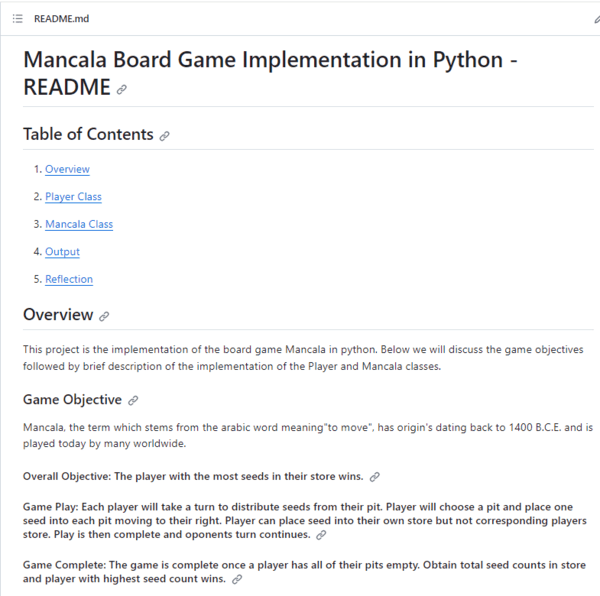 README.md
Mancala Board Game Implementation in Python -
README
Table of Contents
1. Overview
2. Player Class
3. Mancala Class
4. Output
5. Reflection
Overview
This project is the implementation of the board game Mancala in python. Below we will discuss the game objectives
followed by brief description of the implementation of the Player and Mancala classes.
Game Objective
Mancala, the term which stems from the arabic word meaning"to move", has origin's dating back to 1400 B.C.E. and is
played today by many worldwide.
Overall Objective: The player with the most seeds in their store wins.
Game Play: Each player will take a turn to distribute seeds from their pit. Player will choose a pit and place one
seed into each pit moving to their right. Player can place seed into their own store but not corresponding players
store. Play is then complete and oponents turn continues.
Game Complete: The game is complete once a player has all of their pits empty. Obtain total seed counts in store
and player with highest seed count wins.